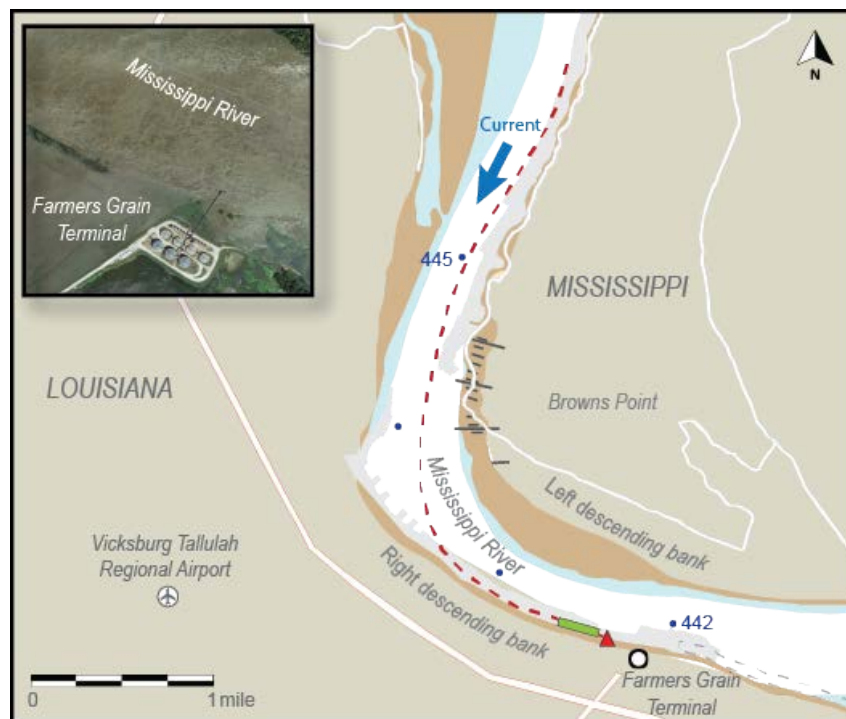 Mississippi River
Farmers Grain
Terminal
N
Current
445
MISSISSIPPI
LOUISIANA
Browns Point
Mississippi River
Left descending bank
Vicksburg Tallulah
Regional Airport
Right descending bank
442
Farmers Grain
Terminal
0
1 mile